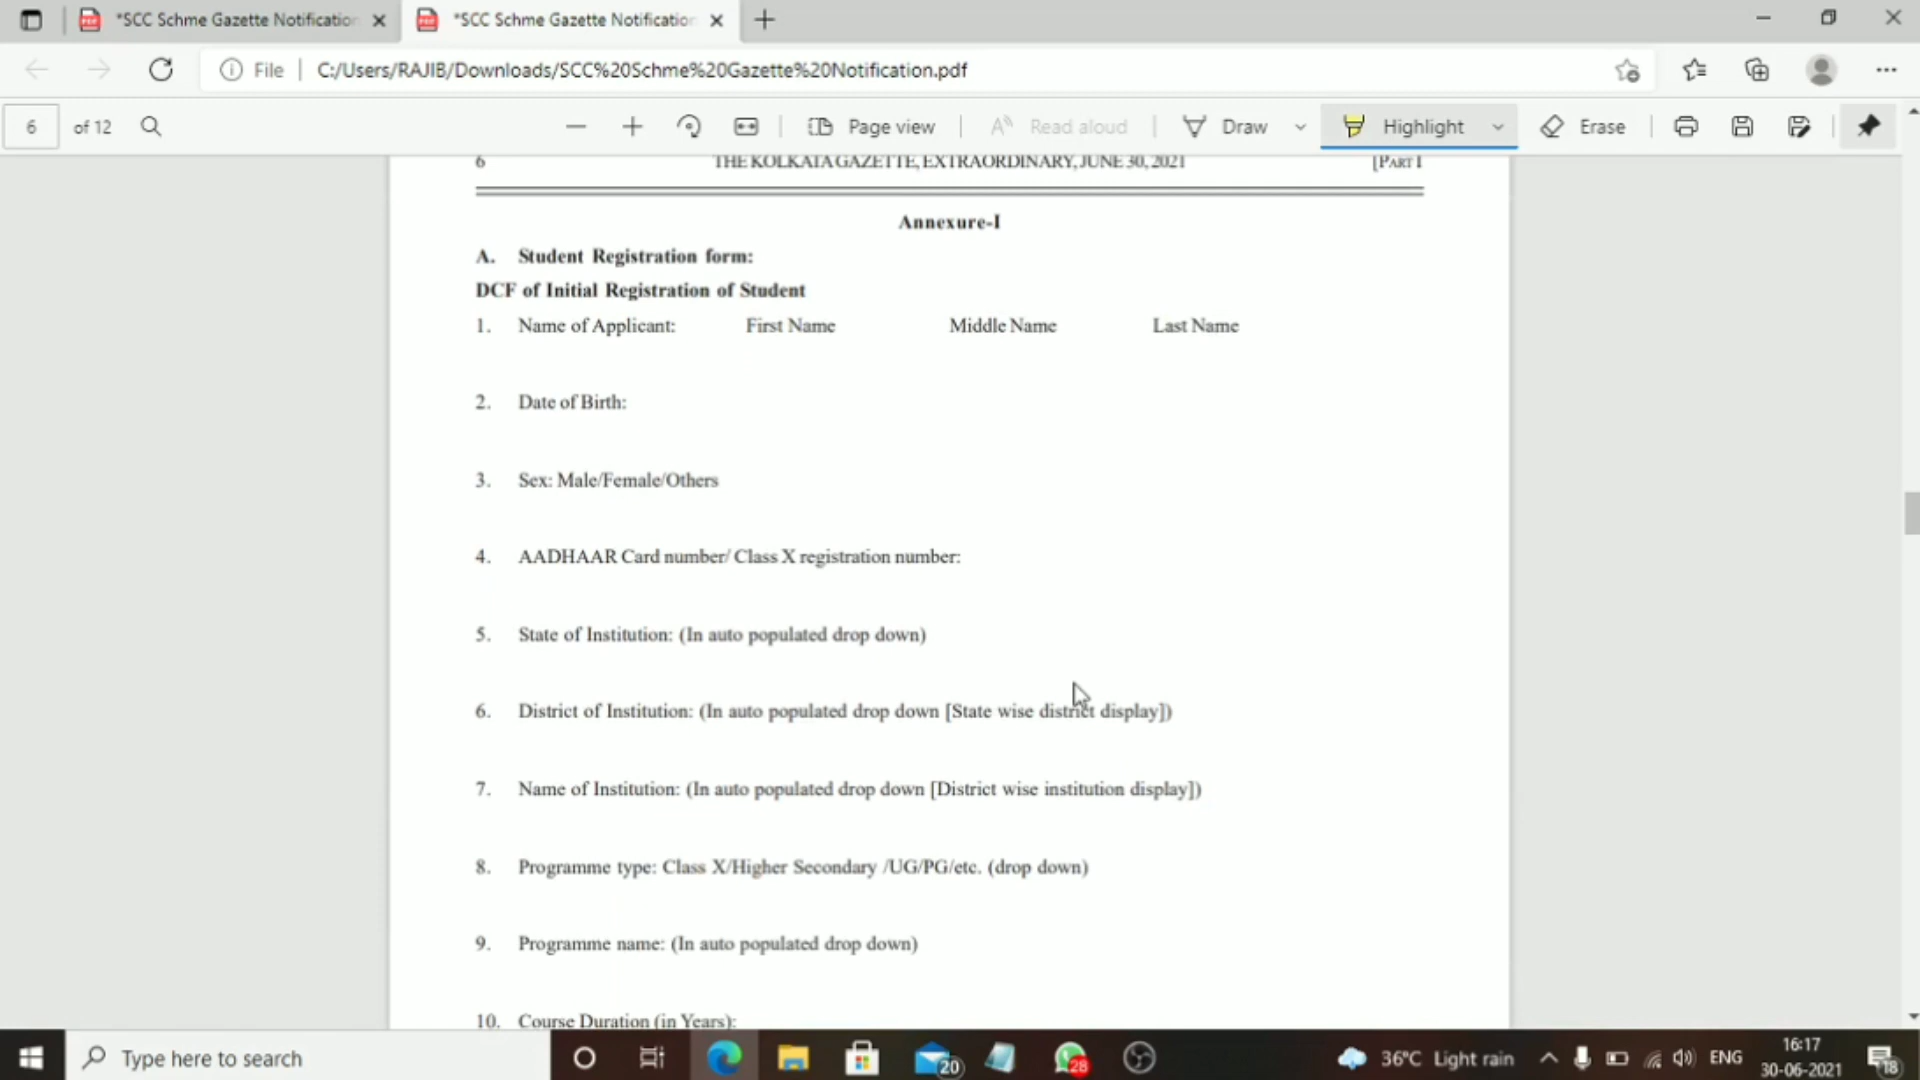 *SCC Schme Gazette Notification
*SCC Schme Gazette Notification
File
C:/Users/RAJIB/Downloads/SCC%20Schme%20Gazette%20Notification.pdf
6 of 12
Page view
Read aloud
Draw
Highlight
Erase
6 THE KOLKATA GAZETTE, EXTRAORDINARY, JUNE 30, 2021 [PART I
Annexure-I
A. Student Registration form:
DCF of Initial Registration of Student
1. Name of Applicant: First Name Middle Name Last Name
2. Date of Birth:
3. Sex: Male/Female/Others
4. AADHAAR Card number/ Class X registration number:
5. State of Institution: (In auto populated drop down)
6. District of Institution: (In auto populated drop down [State wise district display])
7. Name of Institution: (In auto populated drop down [District wise institution display])
8. Programme type: Class X/Higher Secondary /UG/PG/etc. (drop down)
9. Programme name: (In auto populated drop down)
10. Course Duration (in Years):
Type here to search
20
28
36°C Light rain
ENG
16:17
30-06-2021
18